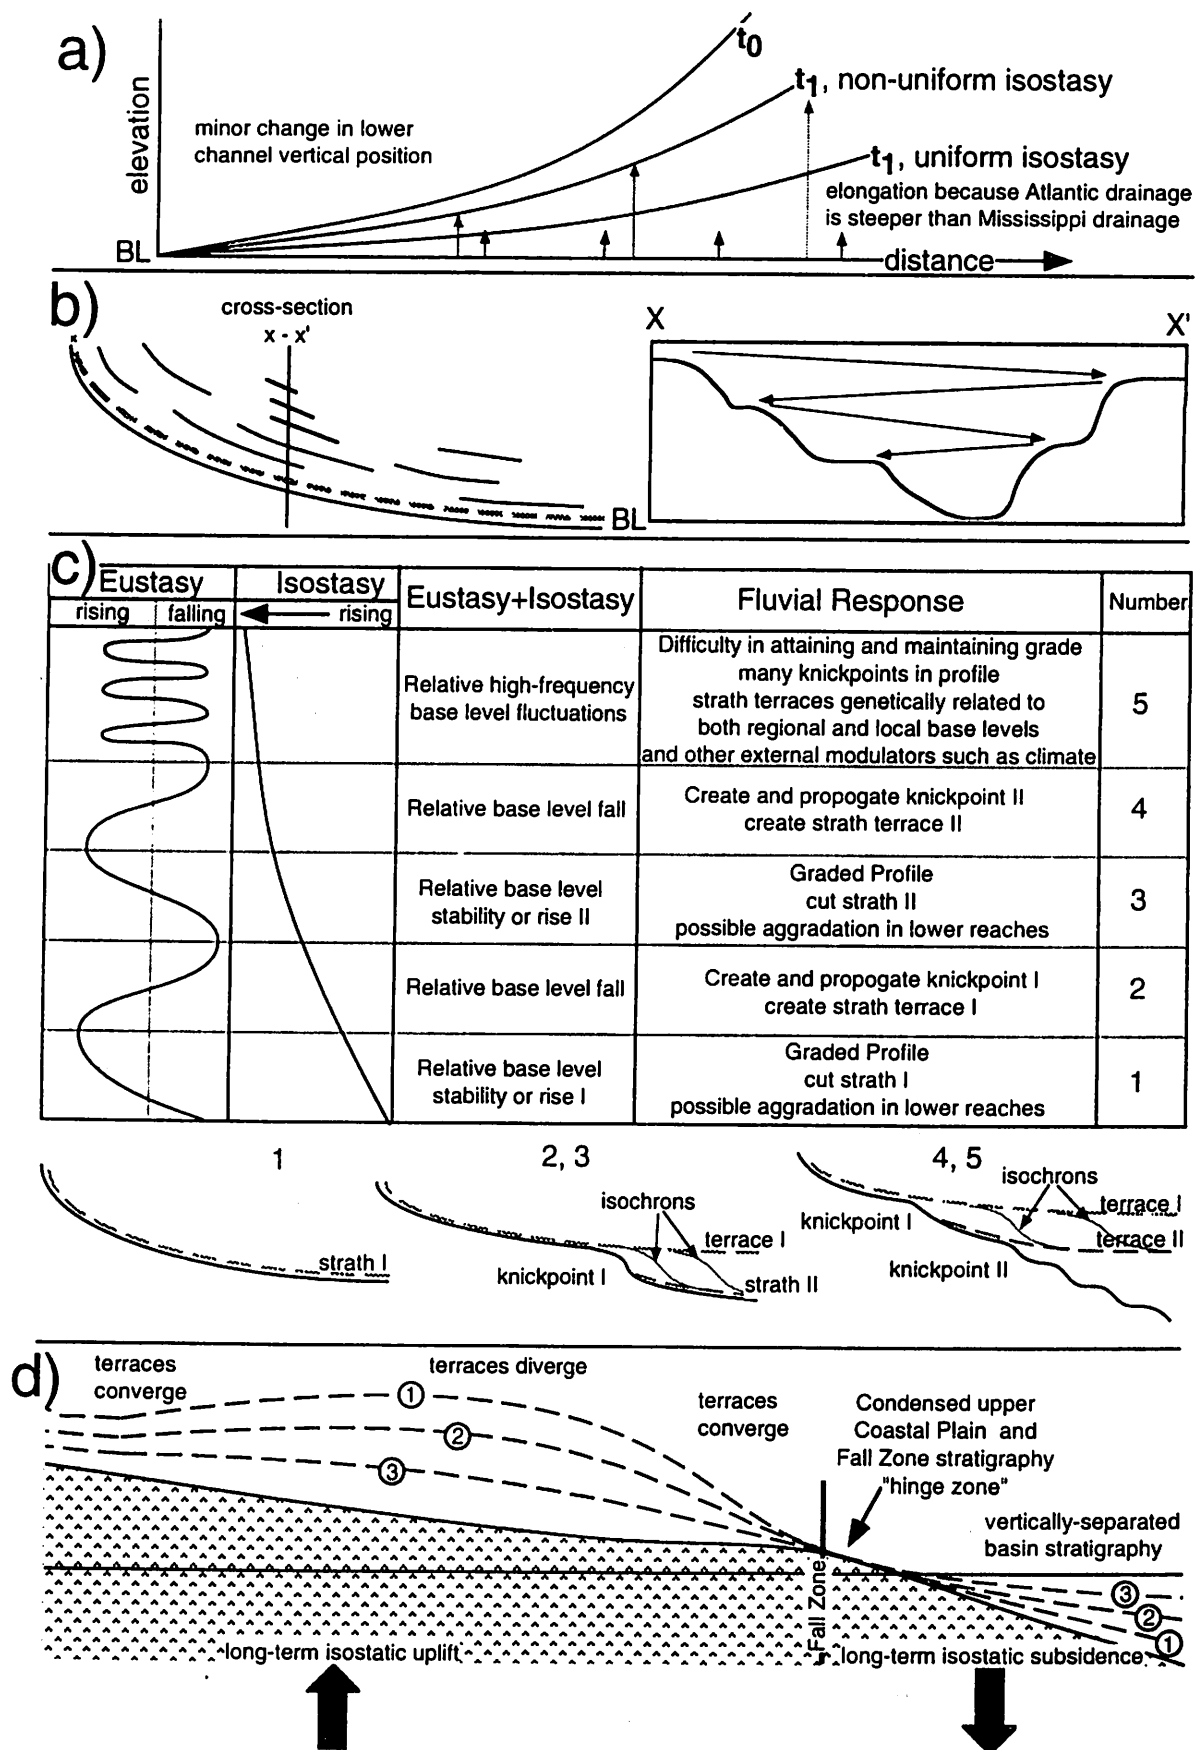 a)
elevation
t0
t1, non-uniform isostasy
minor change in lower
channel vertical position
t1, uniform isostasy
elongation because Atlantic drainage
is steeper than Mississippi drainage
BL
distance
b)
cross-section
x - x'
X
X'
BL
c)
Eustasy
Isostasy
Eustasy+Isostasy
Fluvial Response
Number
rising
falling
rising
Relative high-frequency
base level fluctuations
Difficulty in attaining and maintaining grade
many knickpoints in profile
strath terraces genetically related to
both regional and local base levels
and other external modulators such as climate
5
Relative base level fall
Create and propogate knickpoint II
create strath terrace II
4
Relative base level
stability or rise II
Graded Profile
cut strath II
possible aggradation in lower reaches
3
Relative base level fall
Create and propogate knickpoint I
create strath terrace I
2
Relative base level
stability or rise I
Graded Profile
cut strath I
possible aggradation in lower reaches
1
1
strath I
2, 3
isochrons
terrace I
knickpoint I
strath II
4, 5
isochrons
terrace I
knickpoint I
terrace II
knickpoint II
d)
terraces
converge
terraces diverge
1
2
3
terraces
converge
Condensed upper
Coastal Plain and
Fall Zone stratigraphy
"hinge zone"
vertically-separated
basin stratigraphy
3
2
1
Fall Zone
long-term isostatic uplift
long-term isostatic subsidence